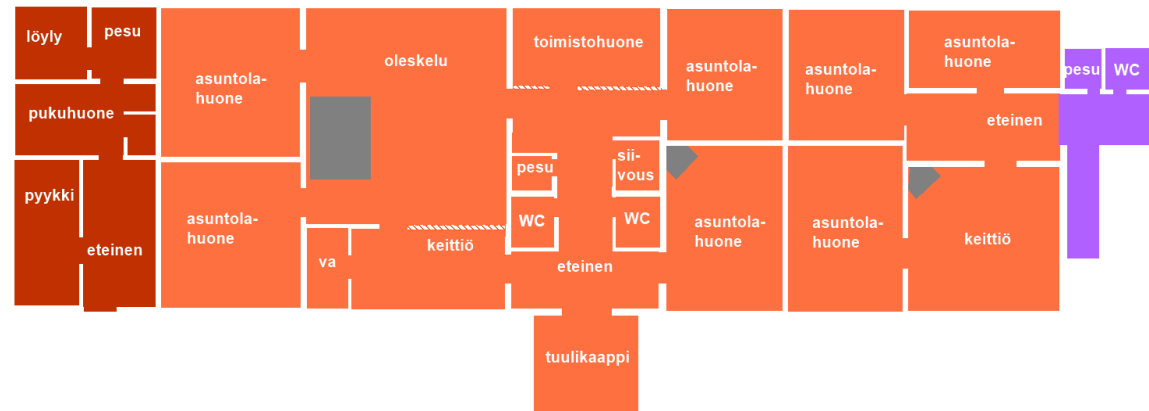 löyly
pesu
asuntola-
huone
oleskelu
toimistohuone
asuntola-
huone
asuntola-
huone
asuntola-
huone
pesu
WC
pukuhuone
eteinen
pesu
sii-
vous
pyykki
eteinen
asuntola-
huone
va
keittiö
WC
WC
eteinen
asuntola-
huone
asuntola-
huone
keittiö
tuulikaappi